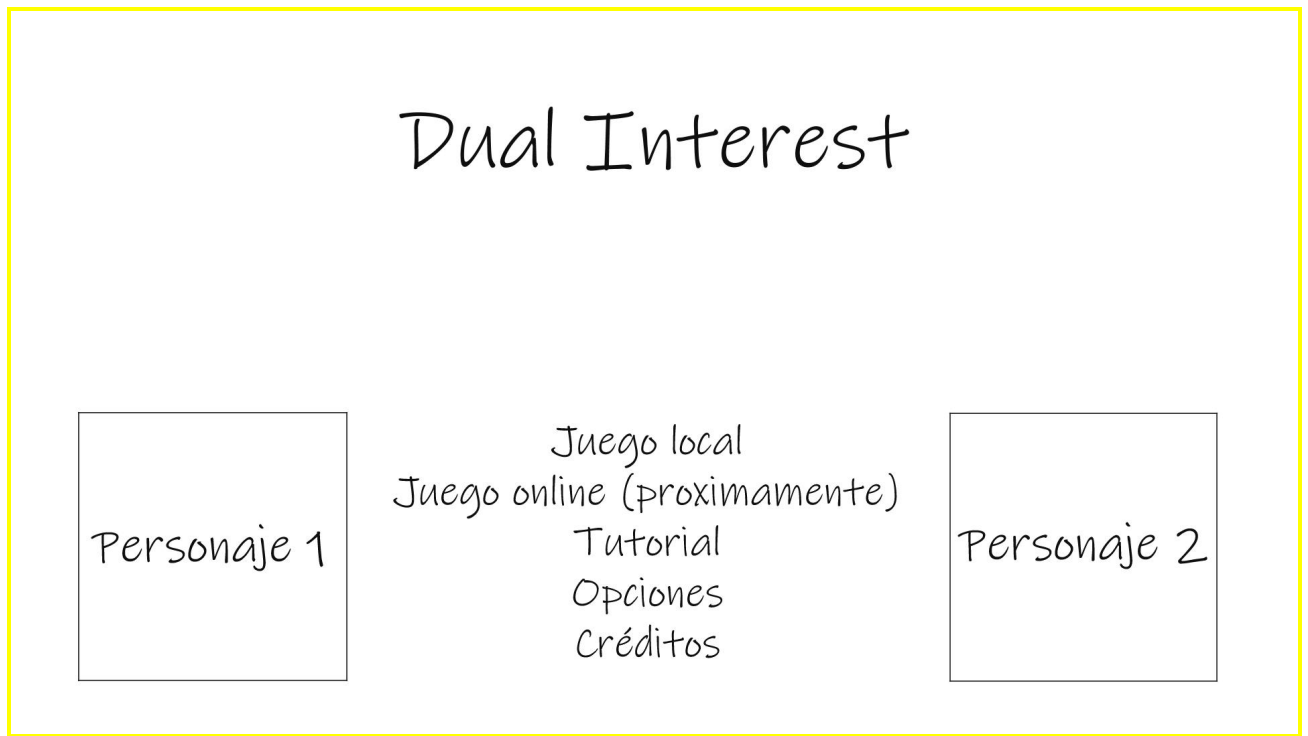 Dual Interest
Juego local
Juego online (proximamente)
Tutorial
Opciones
Créditos
Personaje 1
Personaje 2